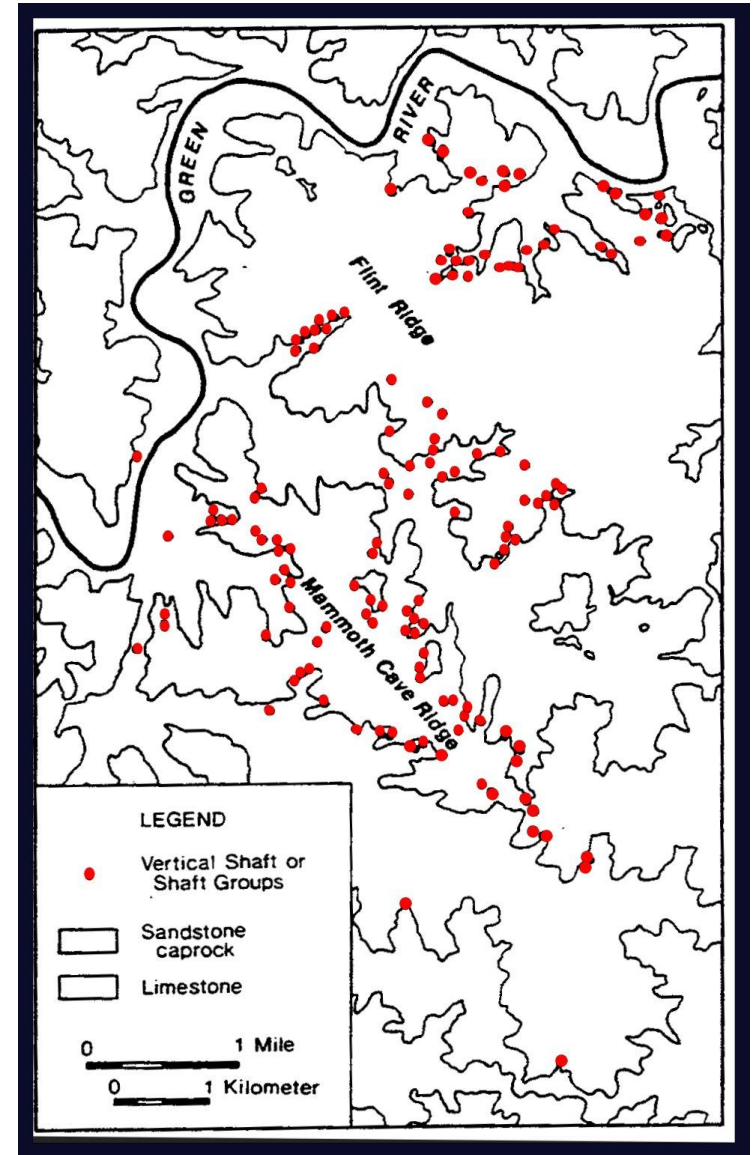 GREEN
RIVER
Flint Ridge
Mammoth Cave Ridge
LEGEND
Vertical Shaft or
Shaft Groups
Sandstone
caprock
Limestone
0 1 Mile
0 1 Kilometer